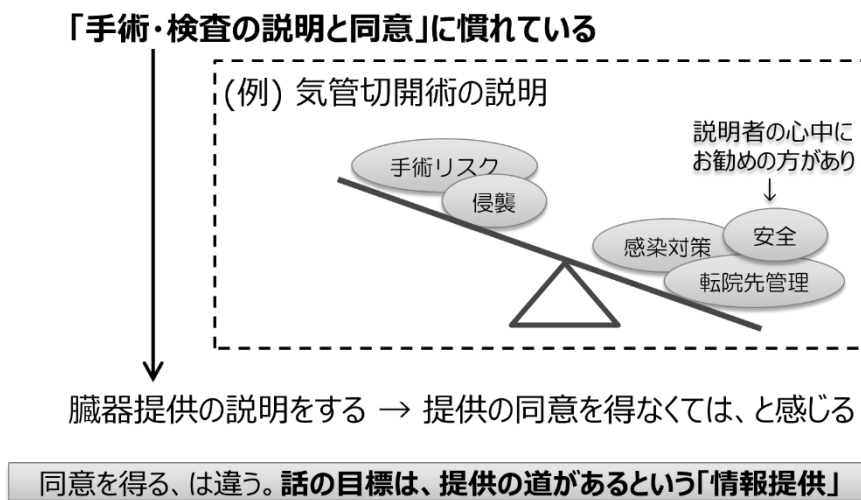 「手術・検査の説明と同意」に慣れている
(例) 気管切開術の説明
説明者の心中に
お勧めの方があり
↓
手術リスク
侵襲
感染対策
安全
転院先管理
臓器提供の説明をする → 提供の同意を得なくては、と感じる
同意を得る、は違う。話の目標は、提供の道があるという「情報提供」